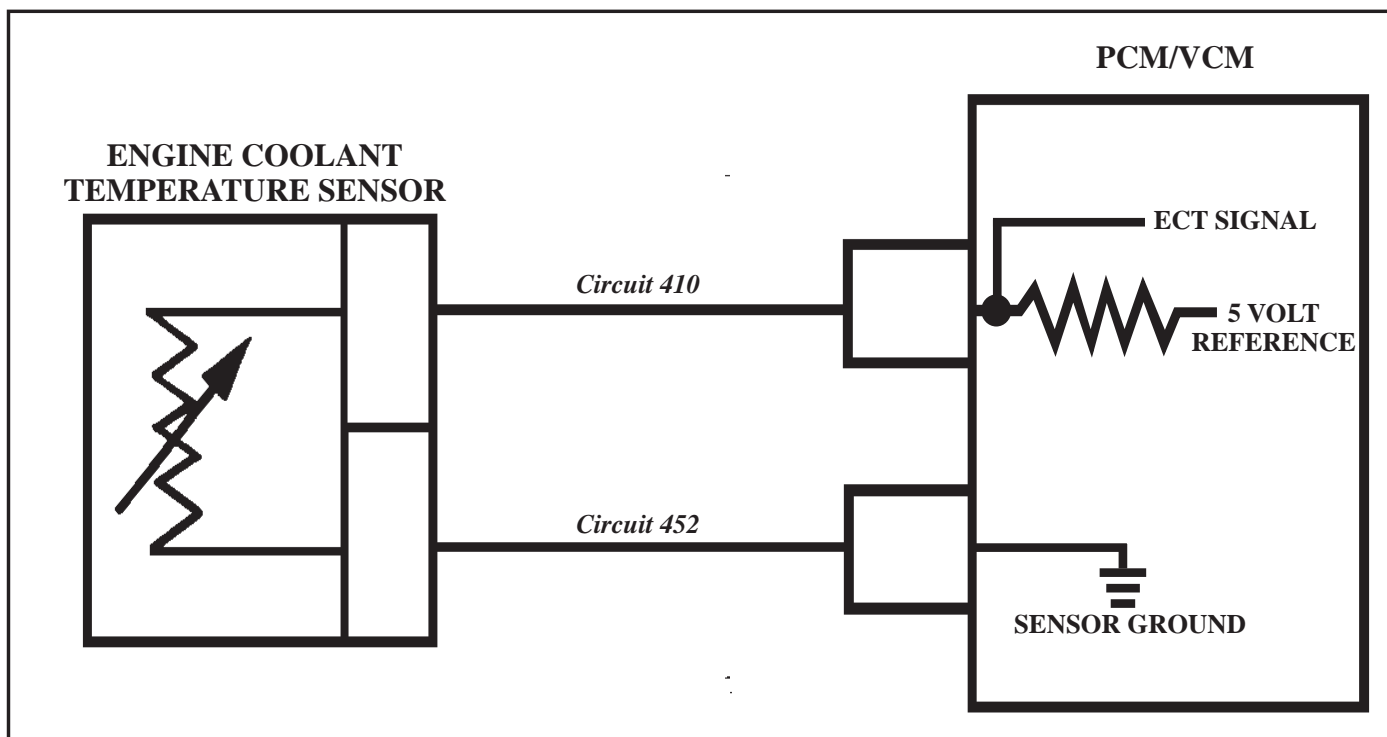 PCM/VCM
ENGINE COOLANT
TEMPERATURE SENSOR
ECT SIGNAL
Circuit 410
5 VOLT
REFERENCE
Circuit 452
SENSOR GROUND